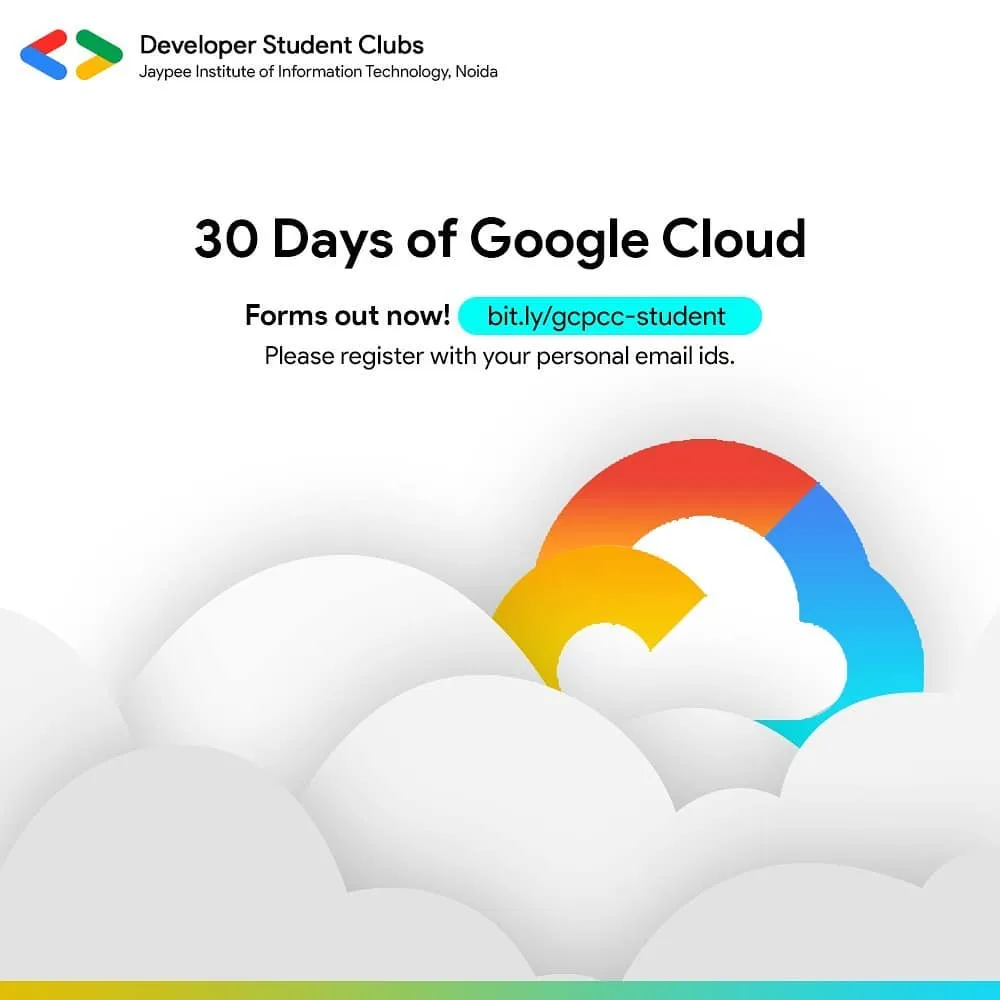 Developer Student Clubs
Jaypee Institute of Information Technology, Noida
30 Days of Google Cloud
Forms out now! bit.ly/gcpcc-student
Please register with your personal email ids.